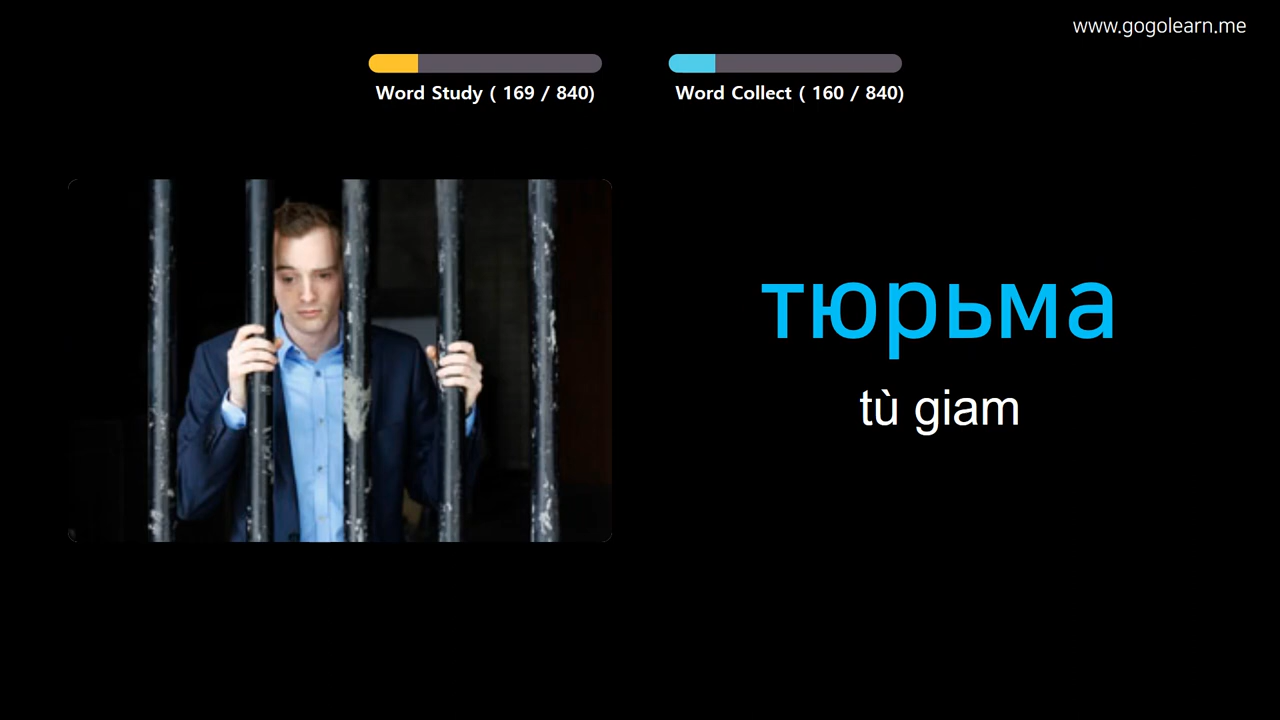 www.gogolearn.me
Word Study ( 169 / 840)
Word Collect ( 160 / 840)
тюрьма
tù giam